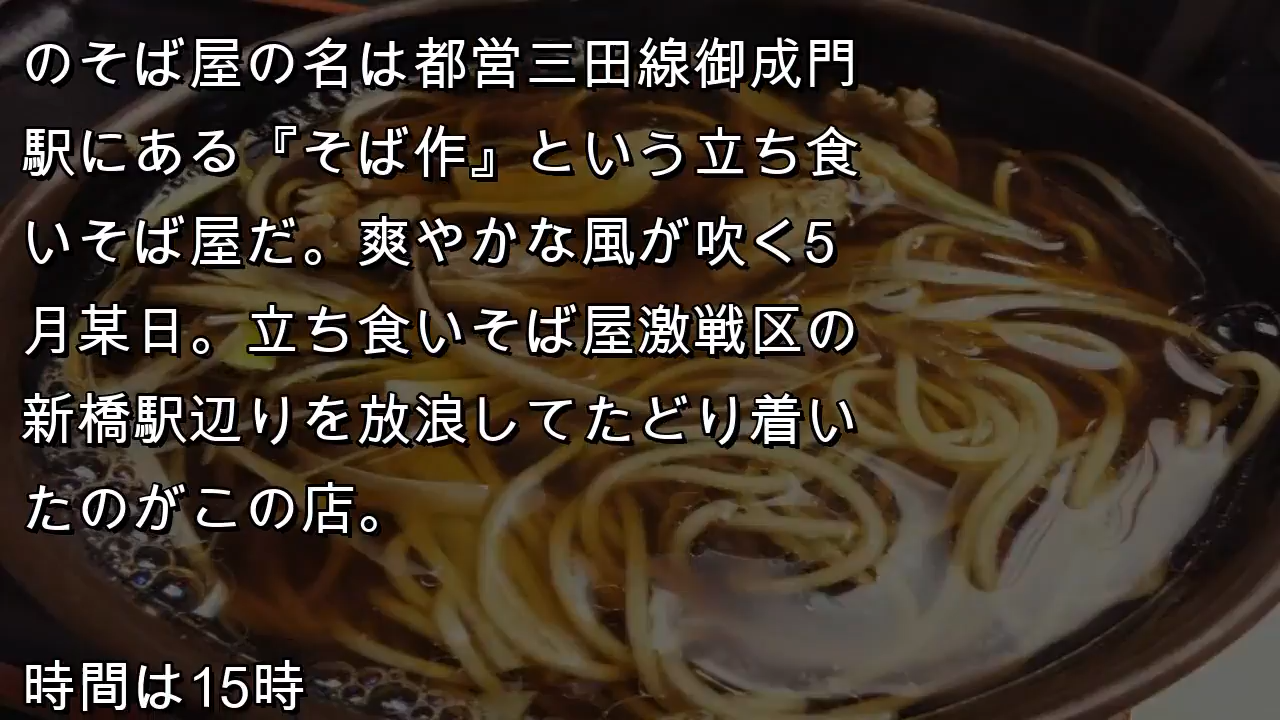 のそば屋の名は都営三田線御成門
駅にある『そば作』という立ち食
いそば屋だ。爽やかな風が吹く5
月某日。立ち食いそば屋激戦区の
新橋駅辺りを放浪してたどり着い
たのがこの店。
時間は15時